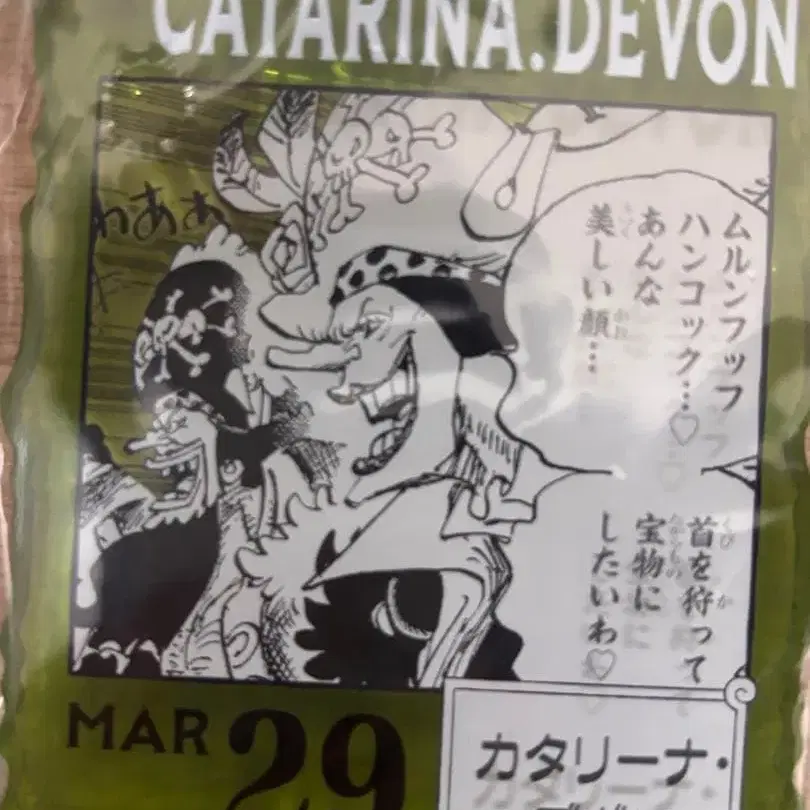 CATARINA.DEVON
わあぁ
ムルンフッフ
ハンコック…♡
あんな
美しい顔…
首を狩って
宝物に
したいわ♡
MAR 29
カタリーナ・